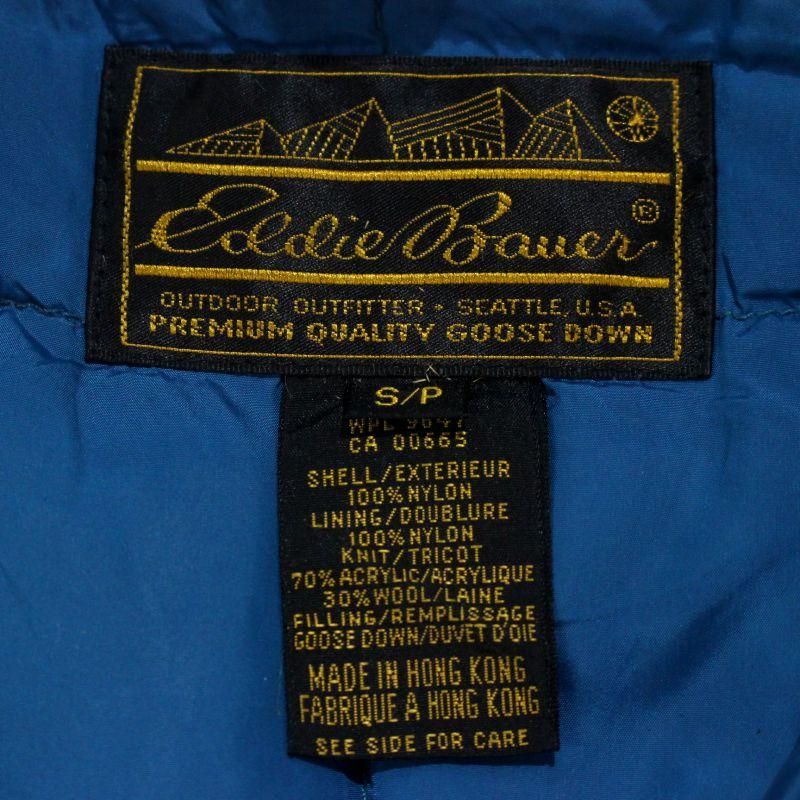 Eddie Bauer ®
OUTDOOR OUTFITTER • SEATTLE, U.S.A.
PREMIUM QUALITY GOOSE DOWN
S/P
WPL 9647
CA 00665
SHELL/EXTERIEUR
100% NYLON
LINING/DOUBLURE
100% NYLON
KNIT/TRICOT
70% ACRYLIC/ACRYLIQUE
30% WOOL/LAINE
FILLING/REMPLISSAGE
GOOSE DOWN/DUVET D'OIE
MADE IN HONG KONG
FABRIQUE A HONG KONG
SEE SIDE FOR CARE